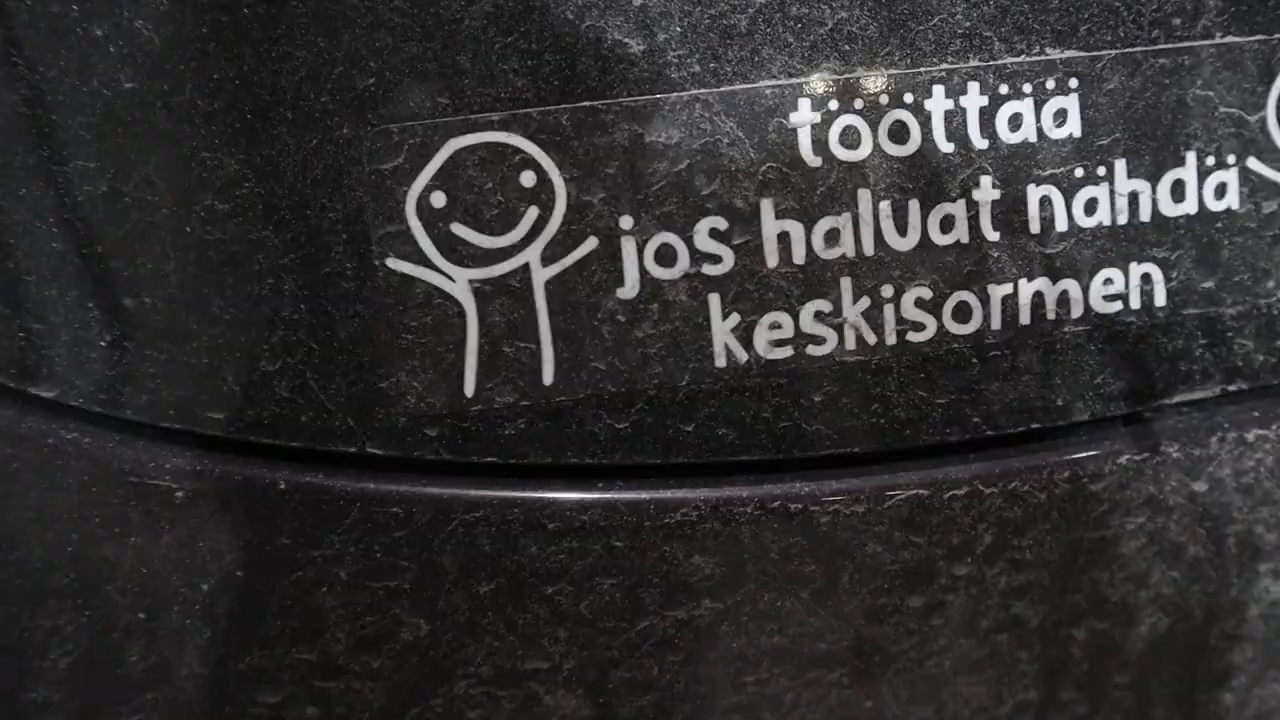 tööttää
jos haluat nähdä
keskisormen